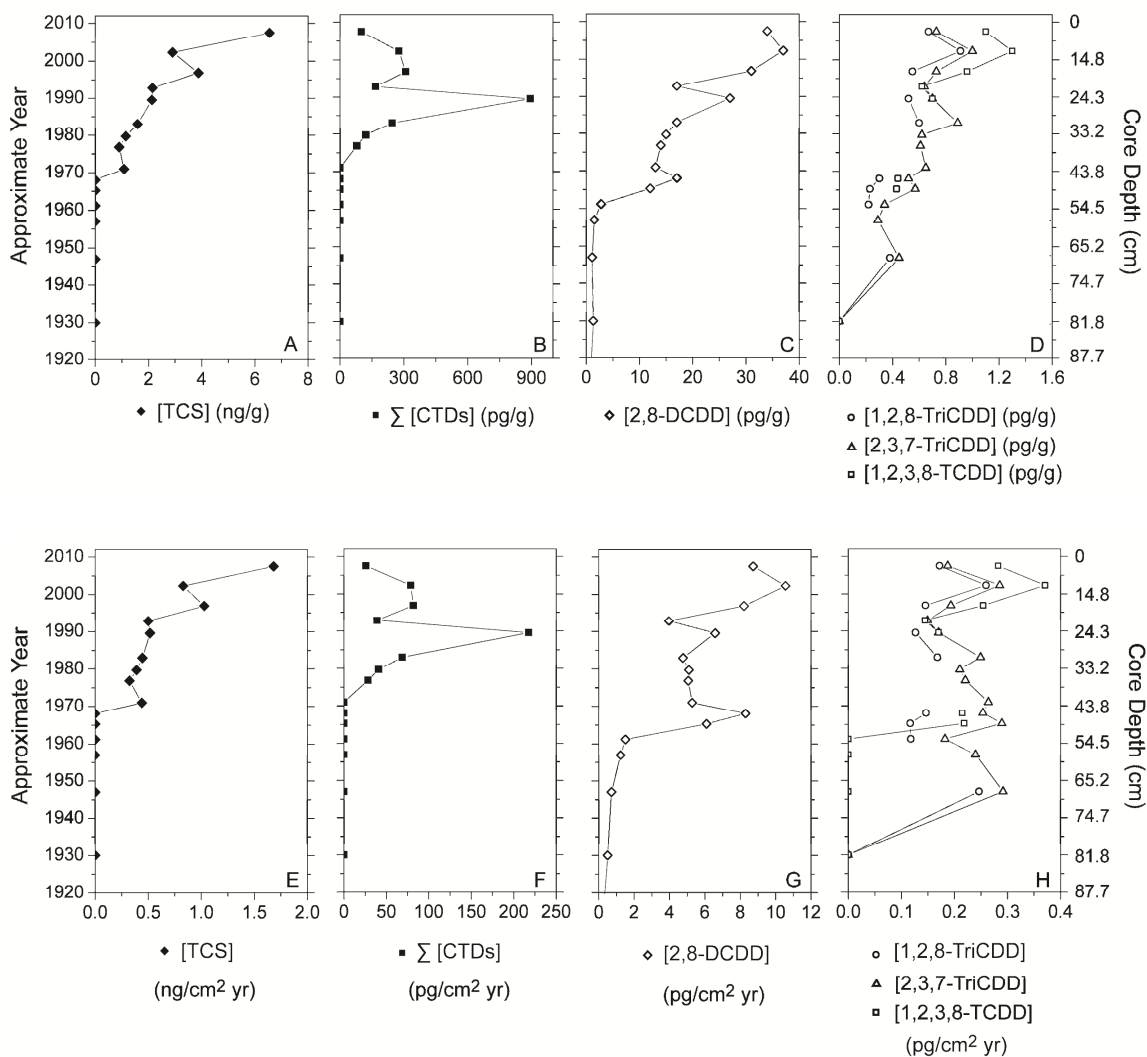 Approximate Year
2010
2000
1990
1980
1970
1960
1950
1940
1930
1920
A
B
C
D
0
14.8
24.3
33.2
43.8
54.5
65.2
74.7
81.8
87.7
Core Depth (cm)
0 2 4 6 8
0 300 600 900
0 10 20 30 40
0.0 0.4 0.8 1.2 1.6
[TCS] (ng/g)
∑ [CTDs] (pg/g)
[2,8-DCDD] (pg/g)
[1,2,8-TriCDD] (pg/g)
[2,3,7-TriCDD] (pg/g)
[1,2,3,8-TCDD] (pg/g)
Approximate Year
2010
2000
1990
1980
1970
1960
1950
1940
1930
1920
E
F
G
H
0
14.8
24.3
33.2
43.8
54.5
65.2
74.7
81.8
87.7
Core Depth (cm)
0.0 0.5 1.0 1.5 2.0
0 50 100 150 200 250
0 2 4 6 8 10 12
0.0 0.1 0.2 0.3 0.4
[TCS]
(ng/cm² yr)
∑ [CTDs]
(pg/cm² yr)
[2,8-DCDD]
(pg/cm² yr)
[1,2,8-TriCDD]
[2,3,7-TriCDD]
[1,2,3,8-TCDD]
(pg/cm² yr)